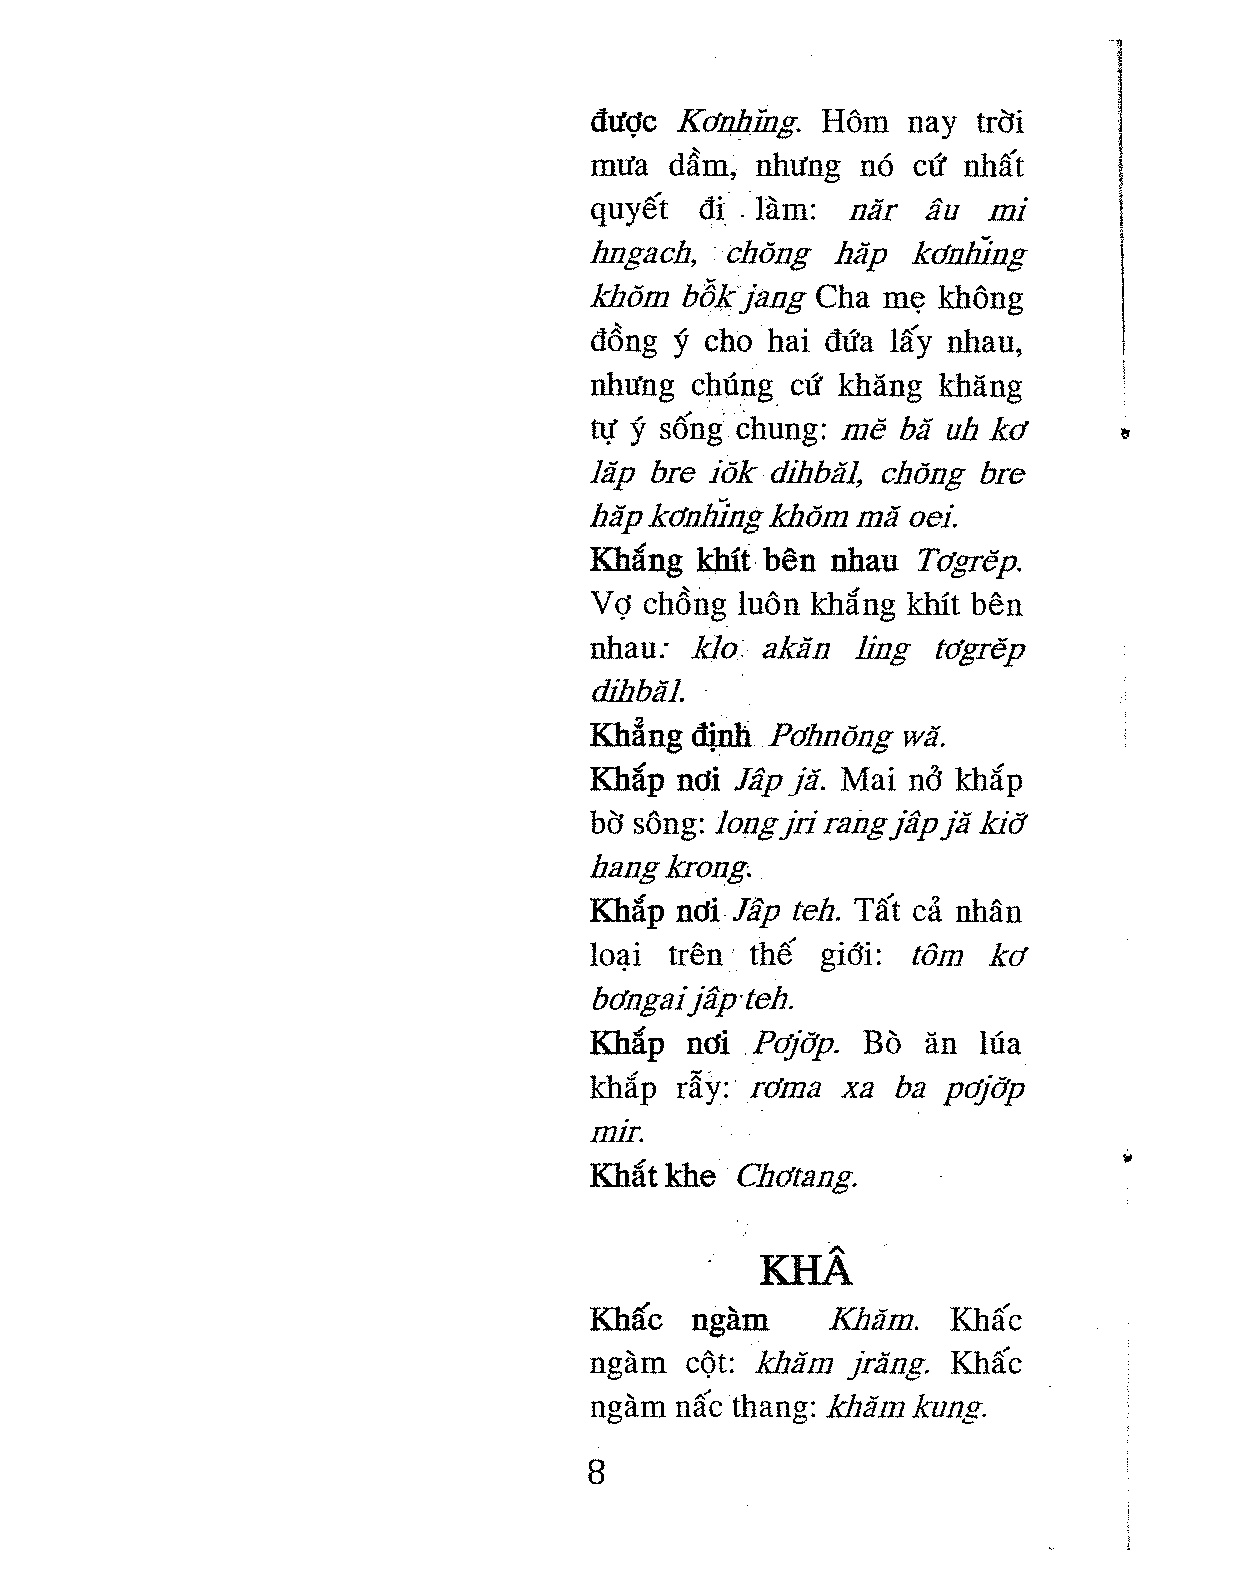 được Kơnhĭng. Hôm nay trời
mưa dầm, nhưng nó cứ nhất
quyết đi làm: năr âu mi
hngach, chŏng hăp kơnhĭng
khŏm bô̆k jang Cha mẹ không
đồng ý cho hai đứa lấy nhau,
nhưng chúng cứ khăng khăng
tự ý sống chung: mĕ bă uh kơ
lăp bre iŏk dihbăl, chŏng bre
hăp kơnhĭng khŏm mă oei.
Khắng khít bên nhau Tơgrĕp.
Vợ chồng luôn khắng khít bên
nhau: klo akăn ling tơgrĕp
dihbăl.
Khẳng định Pơhnŏng wă.
Khắp nơi Jâp jă. Mai nở khắp
bờ sông: long jri rang jâp jă kiơ̆
hang krong.
Khắp nơi Jâp teh. Tất cả nhân
loại trên thế giới: tôm kơ
bơngai jâp teh.
Khắp nơi Pơjơ̆p. Bò ăn lúa
khắp rẫy: rơma xa ba pơjơ̆p
mir.
Khắt khe Chơtang.
KHÂ
Khấc ngàm Khăm. Khấc
ngàm cột: khăm jrăng. Khấc
ngàm nấc thang: khăm kung.
8